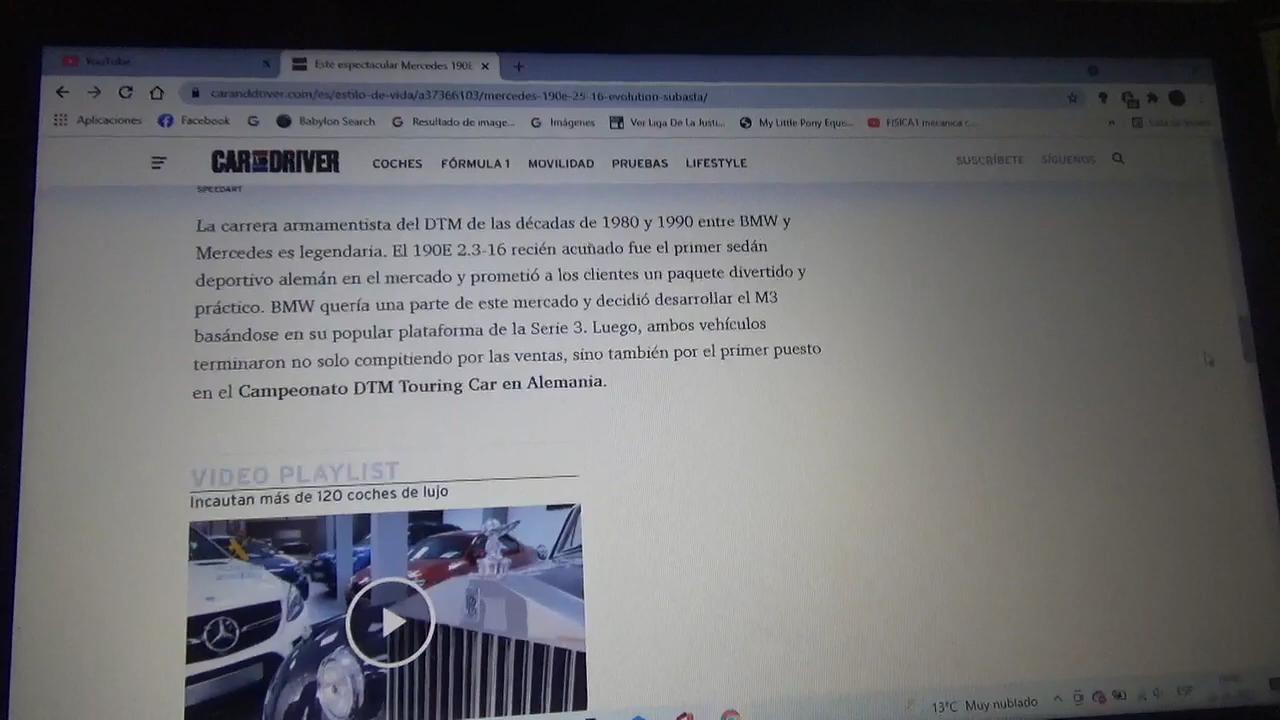 YouTube
Este espectacular Mercedes 190E
caranddriver.com/es/estilo-de-vida/a37366103/mercedes-190e-25-16-evolution-subasta/
Aplicaciones Facebook Babylon Search Resultado de image... Imágenes Ver Liga De La Justi... My Little Pony Eque... FISICA1 mecanica c...
CAR AND DRIVER COCHES FÓRMULA 1 MOVILIDAD PRUEBAS LIFESTYLE SUSCRÍBETE SÍGUENOS
SPEEDART
La carrera armamentista del DTM de las décadas de 1980 y 1990 entre BMW y
Mercedes es legendaria. El 190E 2.3-16 recién acuñado fue el primer sedán
deportivo alemán en el mercado y prometió a los clientes un paquete divertido y
práctico. BMW quería una parte de este mercado y decidió desarrollar el M3
basándose en su popular plataforma de la Serie 3. Luego, ambos vehículos
terminaron no solo compitiendo por las ventas, sino también por el primer puesto
en el Campeonato DTM Touring Car en Alemania.
VIDEO PLAYLIST
Incautan más de 120 coches de lujo
13°C Muy nublado ESP